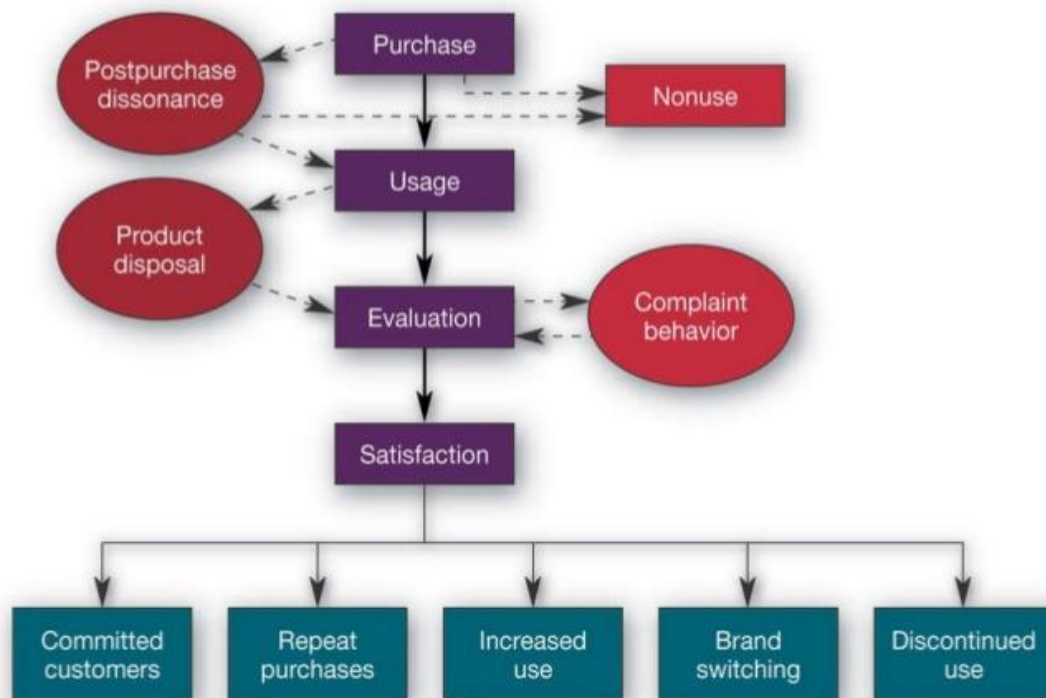 Purchase
Postpurchase
dissonance
Nonuse
Usage
Product
disposal
Evaluation
Complaint
behavior
Satisfaction
Committed
customers
Repeat
purchases
Increased
use
Brand
switching
Discontinued
use